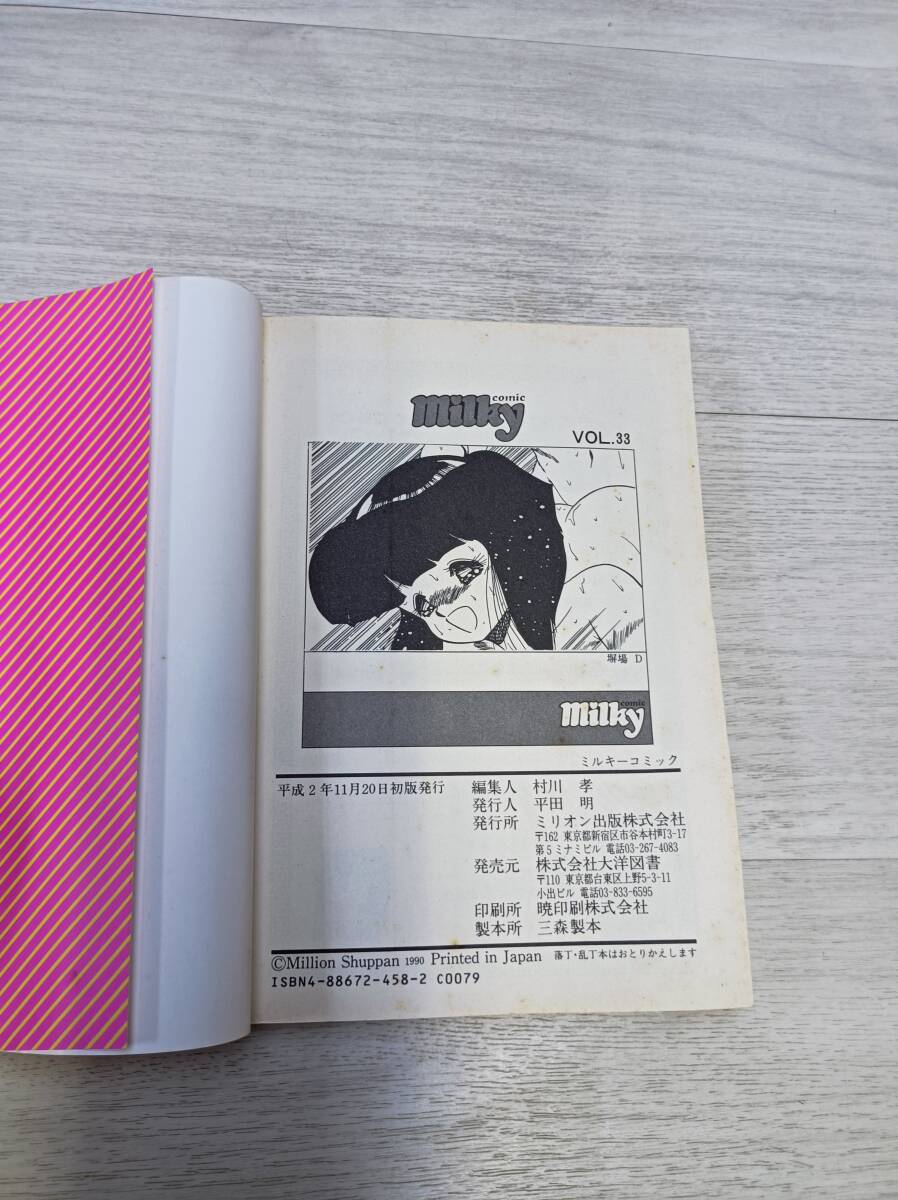 comic
milky
VOL.33
塀場 D
comic
milky
ミルキーコミック
平成2年11月20日初版発行
編集人 村川 孝
発行人 平田 明
発行所 ミリオン出版株式会社
〒162 東京都新宿区市谷本村町3-17
第5ミナミビル 電話03-267-4083
発売元 株式会社大洋図書
〒110 東京都台東区上野5-3-11
小出ビル 電話03-833-6595
印刷所 暁印刷株式会社
製本所 三森製本
©Million Shuppan 1990 Printed in Japan 落丁・乱丁本はおとりかえします
ISBN4-88672-458-2 C0079